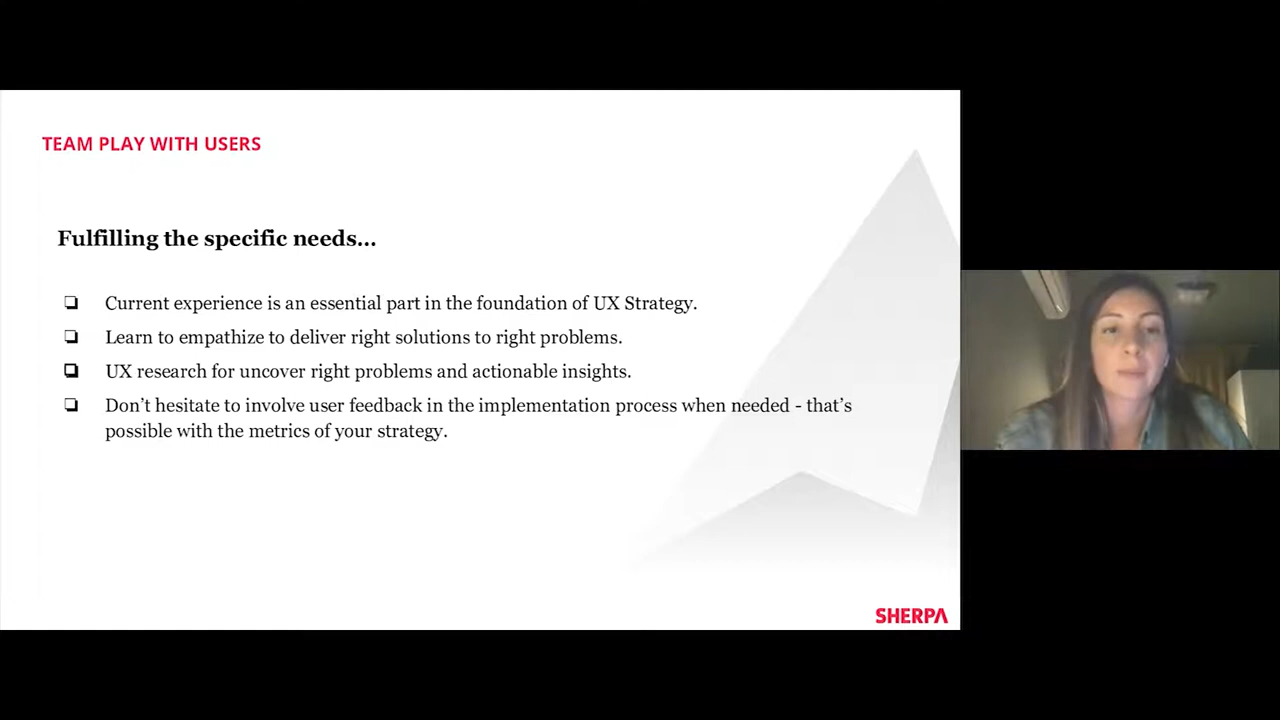 TEAM PLAY WITH USERS
Fulfilling the specific needs...
❏ Current experience is an essential part in the foundation of UX Strategy.
❏ Learn to empathize to deliver right solutions to right problems.
❏ UX research for uncover right problems and actionable insights.
❏ Don’t hesitate to involve user feedback in the implementation process when needed - that’s
possible with the metrics of your strategy.
SHERPA